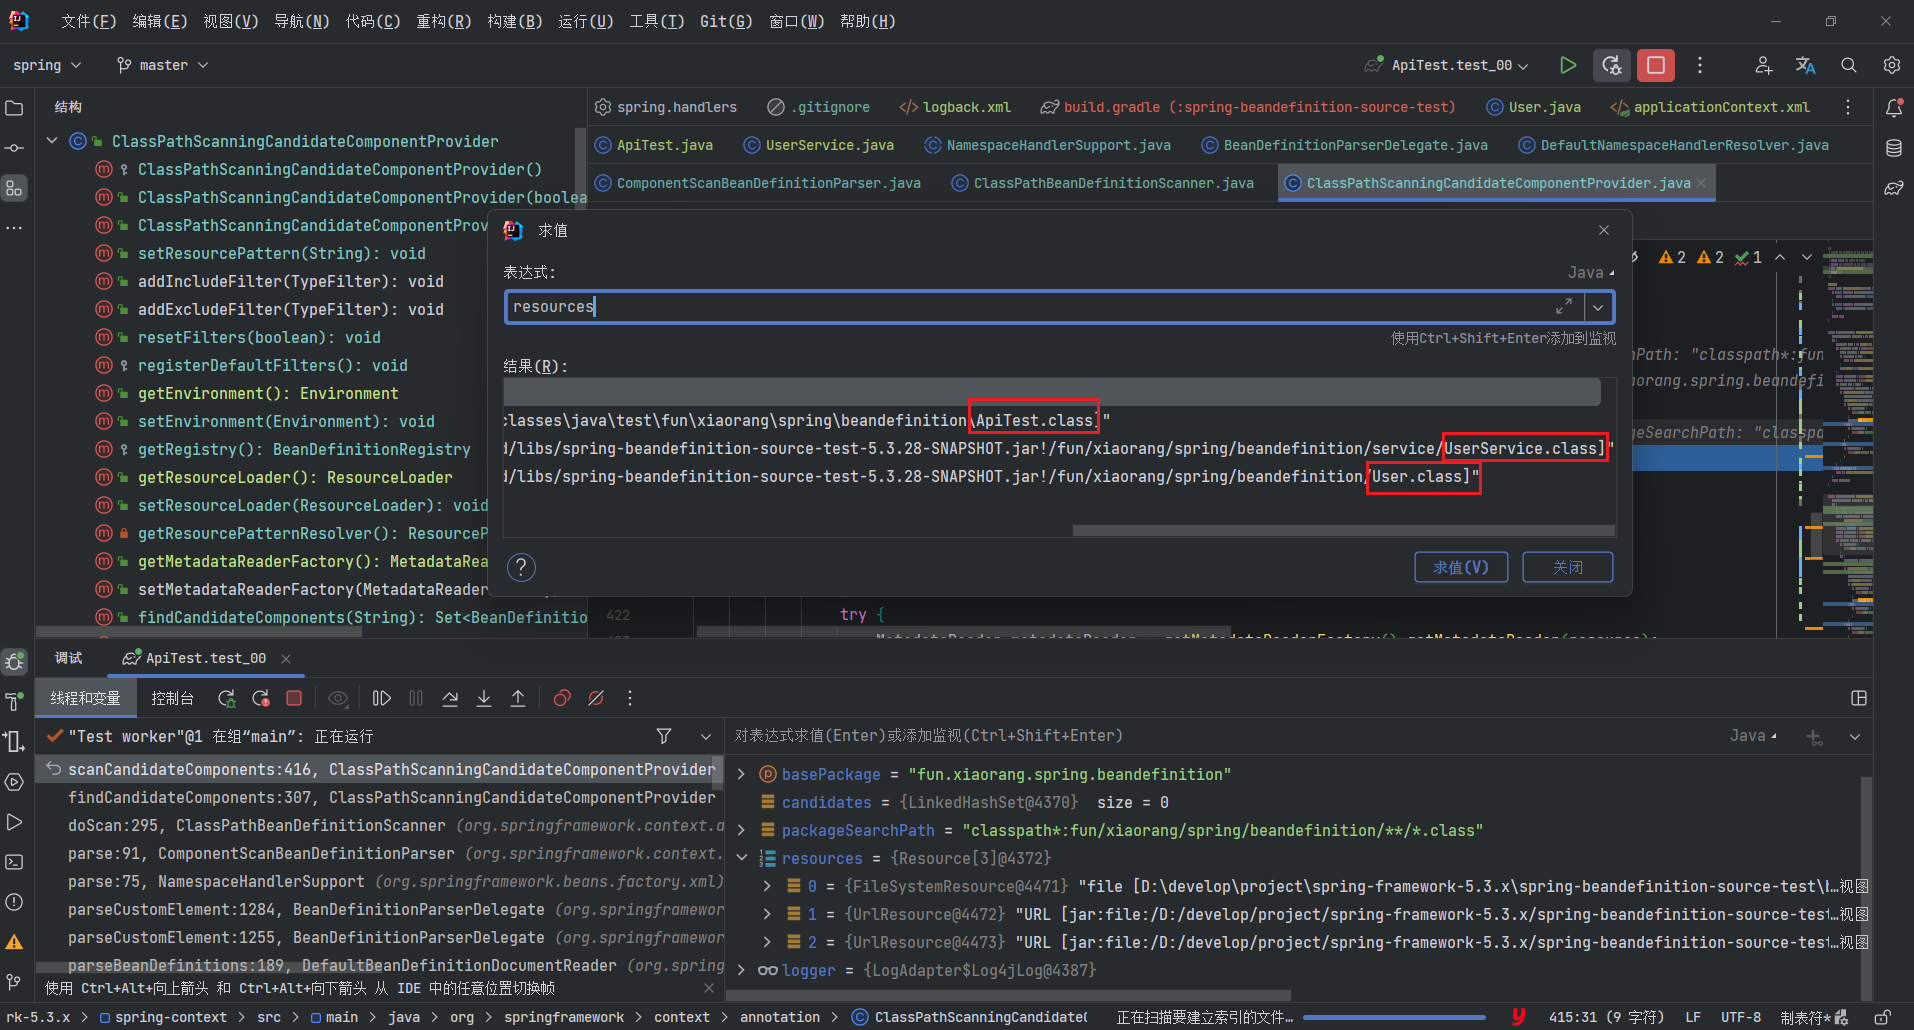 文件(F) 编辑(E) 视图(V) 导航(N) 代码(C) 重构(R) 构建(B) 运行(U) 工具(T) Git(G) 窗口(W) 帮助(H)
spring master ApiTest.test_00
结构
spring.handlers .gitignore logback.xml build.gradle (:spring-beandefinition-source-test) User.java applicationContext.xml
ApiTest.java UserService.java NamespaceHandlerSupport.java BeanDefinitionParserDelegate.java DefaultNamespaceHandlerResolver.java
ComponentScanBeanDefinitionParser.java ClassPathBeanDefinitionScanner.java ClassPathScanningCandidateComponentProvider.java
ClassPathScanningCandidateComponentProvider
ClassPathScanningCandidateComponentProvider()
ClassPathScanningCandidateComponentProvider(boolea
ClassPathScanningCandidateComponentProv
setResourcePattern(String): void
addIncludeFilter(TypeFilter): void
addExcludeFilter(TypeFilter): void
resetFilters(boolean): void
registerDefaultFilters(): void
getEnvironment(): Environment
setEnvironment(Environment): void
getRegistry(): BeanDefinitionRegistry
getResourceLoader(): ResourceLoader
setResourceLoader(ResourceLoader): void
getResourcePatternResolver(): ResourceP
getMetadataReaderFactory(): MetadataRea
setMetadataReaderFactory(MetadataReader
findCandidateComponents(String): Set<BeanDefinitio
求值
表达式:
Java
resources
使用Ctrl+Shift+Enter添加到监视
结果(R):
classes\java\test\fun\xiaorang\spring\beandefinition\ApiTest.class]"
d/libs/spring-beandefinition-source-test-5.3.28-SNAPSHOT.jar!/fun/xiaorang/spring/beandefinition/service/UserService.class]"
d/libs/spring-beandefinition-source-test-5.3.28-SNAPSHOT.jar!/fun/xiaorang/spring/beandefinition/User.class]"
?
求值(V) 关闭
2 2 1
hPath: "classpath*:fun
aorang.spring.beandefi
geSearchPath: "classpa
422 try {
调试 ApiTest.test_00
线程和变量 控制台
"Test worker"@1 在组“main”: 正在运行
scanCandidateComponents:416, ClassPathScanningCandidateComponentProvider
findCandidateComponents:307, ClassPathScanningCandidateComponentProvider
doScan:295, ClassPathBeanDefinitionScanner (org.springframework.context.a
parse:91, ComponentScanBeanDefinitionParser (org.springframework.context.
parse:75, NamespaceHandlerSupport (org.springframework.beans.factory.xml)
parseCustomElement:1284, BeanDefinitionParserDelegate (org.springframewor
parseCustomElement:1255, BeanDefinitionParserDelegate (org.springframewor
parseBeanDefinitions:189, DefaultBeanDefinitionDocumentReader (org.spring
使用 Ctrl+Alt+向上箭头 和 Ctrl+Alt+向下箭头 从 IDE 中的任意位置切换帧
对表达式求值(Enter)或添加监视(Ctrl+Shift+Enter) Java
basePackage = "fun.xiaorang.spring.beandefinition"
candidates = {LinkedHashSet@4370} size = 0
packageSearchPath = "classpath*:fun/xiaorang/spring/beandefinition/**/*.class"
resources = {Resource[3]@4372}
0 = {FileSystemResource@4471} "file [D:\develop\project\spring-framework-5.3.x\spring-beandefinition-source-test\b…视图
1 = {UrlResource@4472} "URL [jar:file:/D:/develop/project/spring-framework-5.3.x/spring-beandefinition-source-test…视图
2 = {UrlResource@4473} "URL [jar:file:/D:/develop/project/spring-framework-5.3.x/spring-beandefinition-source-test…视图
logger = {LogAdapter$Log4jLog@4387}
rk-5.3.x > spring-context > src > main > java > org > springframework > context > annotation > ClassPathScanningCandidateC 正在扫描要建立索引的文件… 415:31 (9 字符) LF UTF-8 制表符*